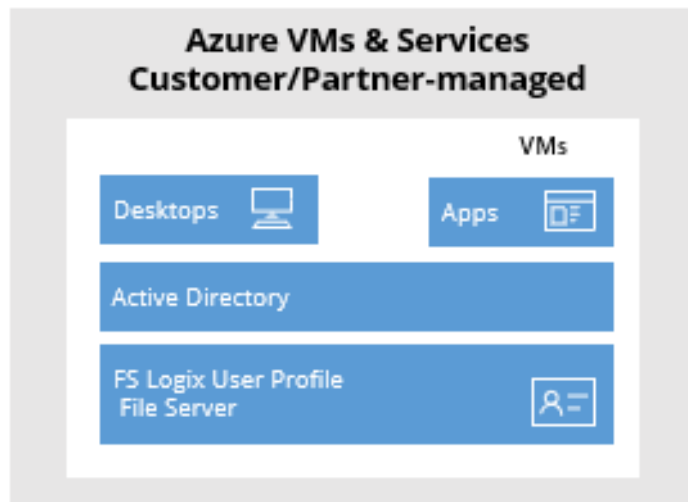 Azure VMs & Services
Customer/Partner-managed
VMs
Desktops
Apps
Active Directory
FS Logix User Profile
File Server